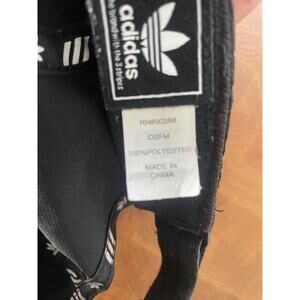 adidas
the brand with the 3 stripes
RN#90288
OSFM
100%POLYESTER
MADE IN
CHINA